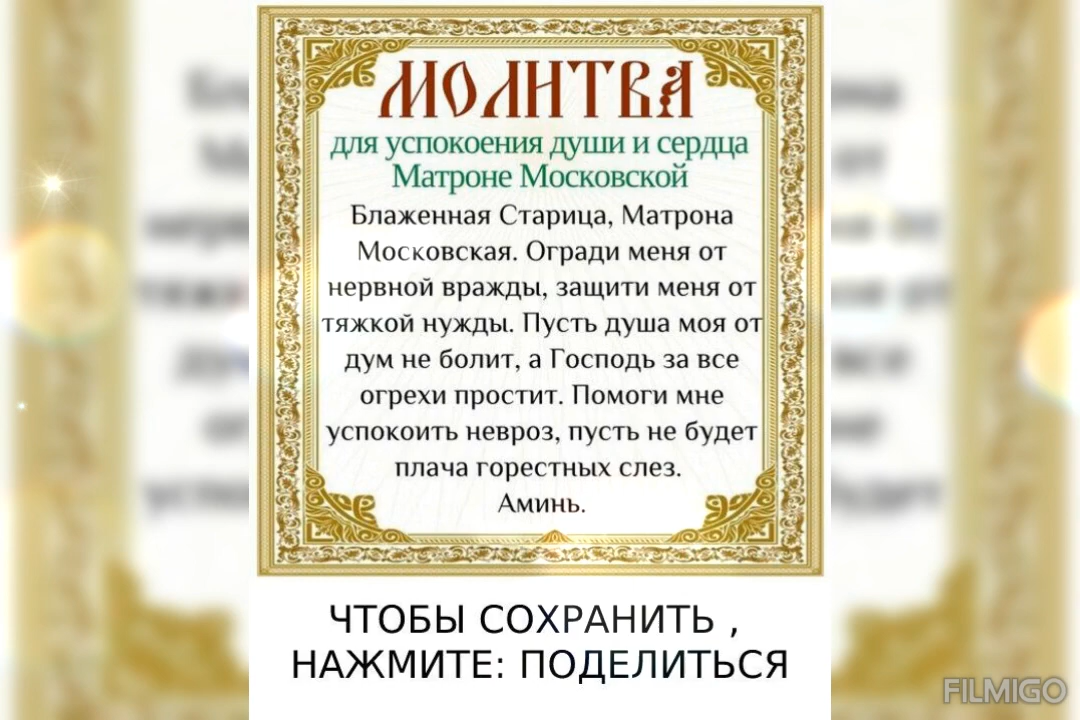 МОЛИТВА
для успокоения души и сердца
Матроне Московской
Блаженная Старица, Матрона
Московская. Огради меня от
нервной вражды, защити меня от
тяжкой нужды. Пусть душа моя от
дум не болит, а Господь за все
грехи простит. Помоги мне
успокоить невроз, пусть не будет
плача горестных слез.
Аминь.
ЧТОБЫ СОХРАНИТЬ ,
НАЖМИТЕ: ПОДЕЛИТЬСЯ
FILMIGO